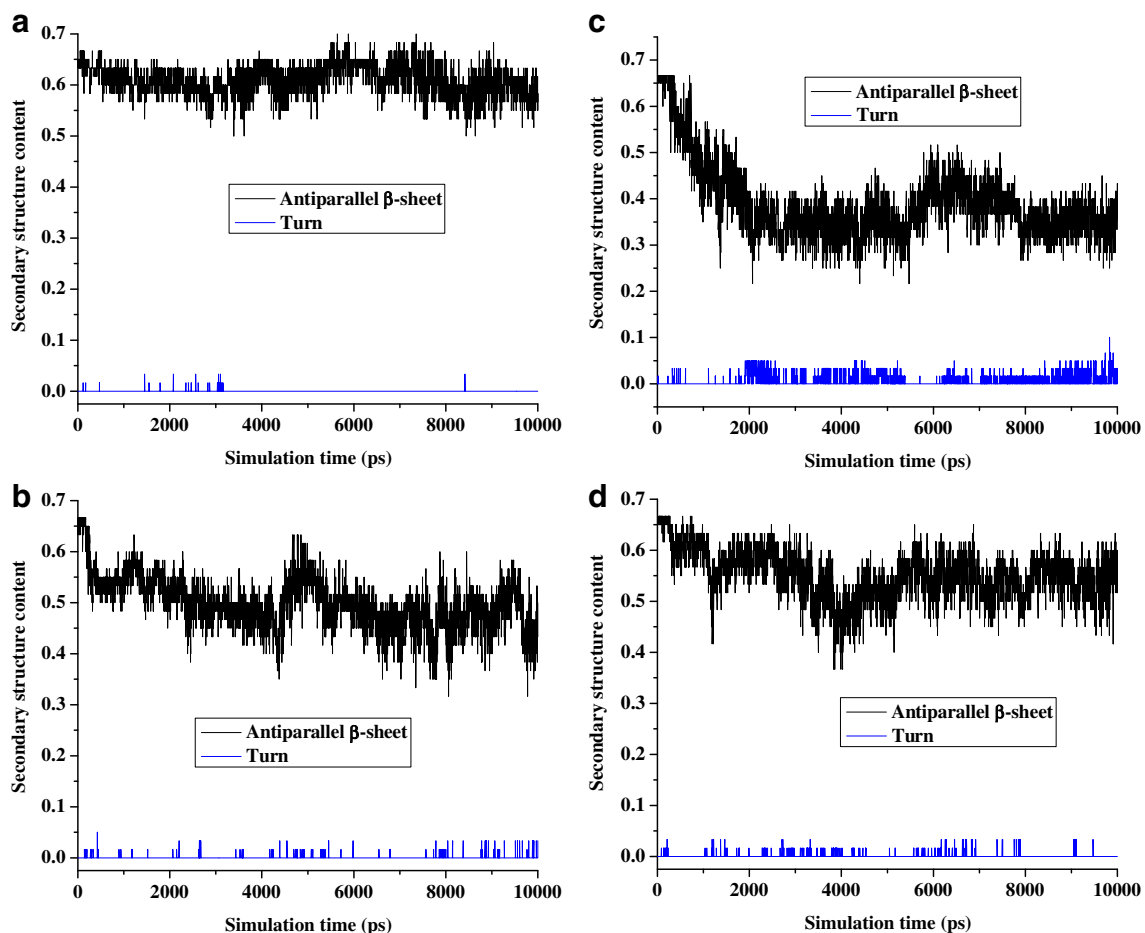 a
0.7
0.6
0.5
0.4
0.3
0.2
0.1
0.0
Secondary structure content
Antiparallel β-sheet
Turn
0 2000 4000 6000 8000 10000
Simulation time (ps)
c
0.7
0.6
0.5
0.4
0.3
0.2
0.1
0.0
Secondary structure content
Antiparallel β-sheet
Turn
0 2000 4000 6000 8000 10000
Simulation time (ps)
b
0.7
0.6
0.5
0.4
0.3
0.2
0.1
0.0
Secondary structure content
Antiparallel β-sheet
Turn
0 2000 4000 6000 8000 10000
Simulation time (ps)
d
0.7
0.6
0.5
0.4
0.3
0.2
0.1
0.0
Secondary structure content
Antiparallel β-sheet
Turn
0 2000 4000 6000 8000 10000
Simulation time (ps)